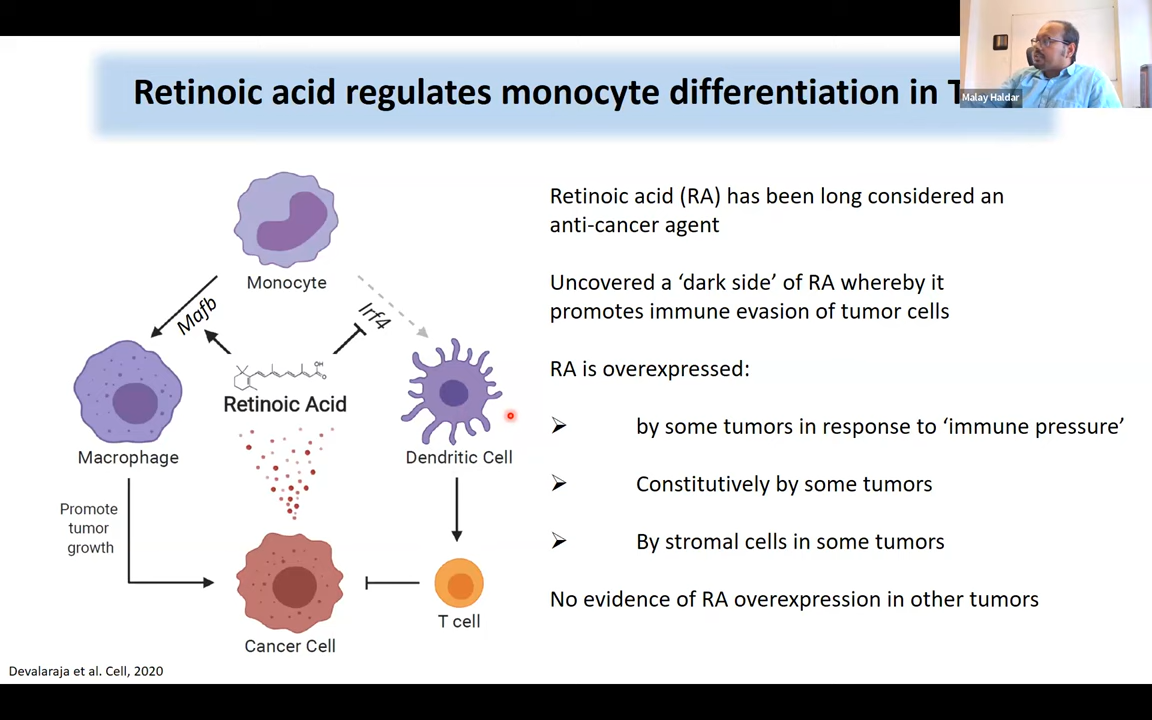 Retinoic acid regulates monocyte differentiation in
Malay Haldar
Monocyte
Mafb
Irf4
OH
O
Retinoic Acid
Macrophage
Dendritic Cell
Promote
tumor
growth
T cell
Cancer Cell
Devalaraja et al. Cell, 2020
Retinoic acid (RA) has been long considered an
anti-cancer agent
Uncovered a ‘dark side’ of RA whereby it
promotes immune evasion of tumor cells
RA is overexpressed:
➢ by some tumors in response to ‘immune pressure’
➢ Constitutively by some tumors
➢ By stromal cells in some tumors
No evidence of RA overexpression in other tumors